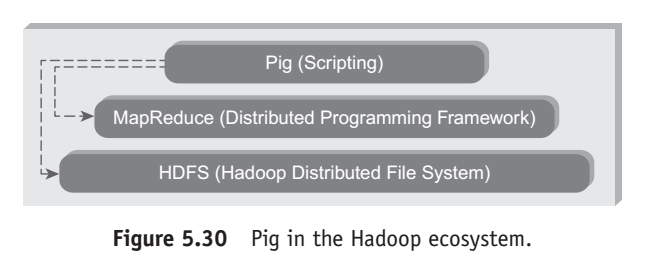 Pig (Scripting)
MapReduce (Distributed Programming Framework)
HDFS (Hadoop Distributed File System)
Figure 5.30 Pig in the Hadoop ecosystem.